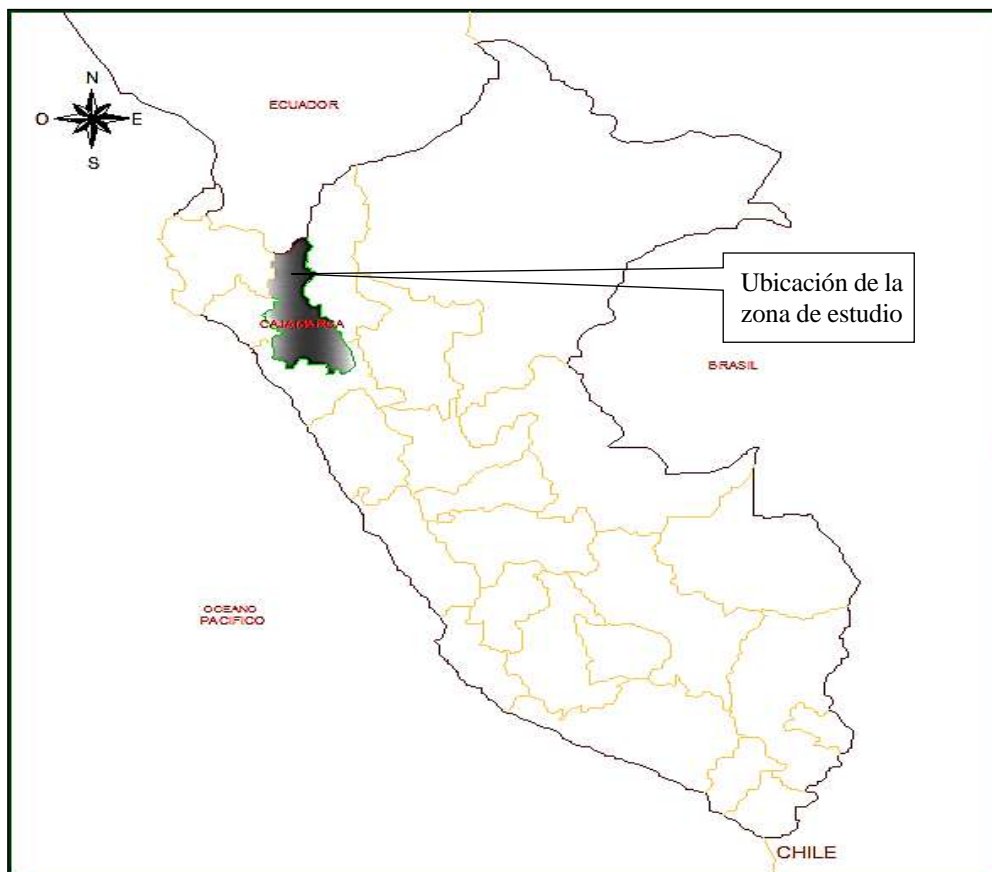 N
ECUADOR
O
E
S
Ubicación de la
zona de estudio
CAJAMARCA
BRASIL
OCEANO
PACIFICO
CHILE